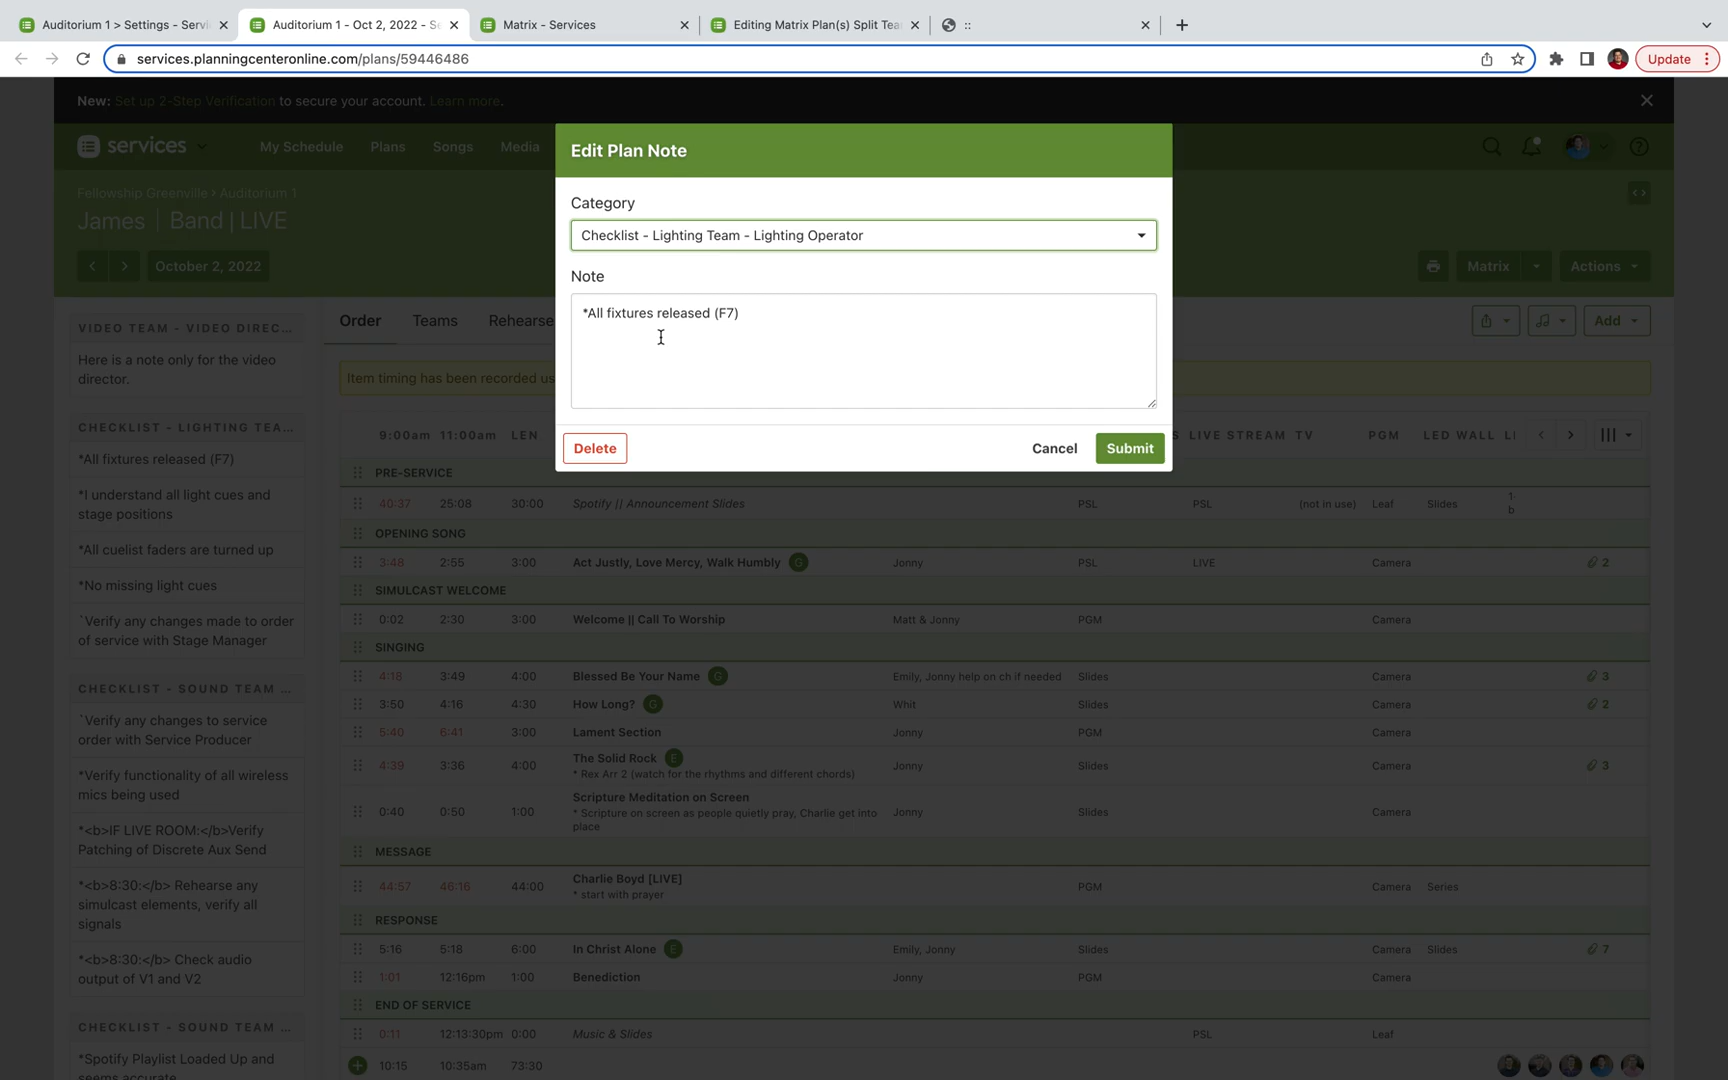 Auditorium 1 > Settings - Servi
Auditorium 1 - Oct 2, 2022 - Se
Matrix - Services
Editing Matrix Plan(s) Split Tea
::
services.planningcenteronline.com/plans/59446486
Update
New: Set up 2-Step Verification to secure your account. Learn more.
services
My Schedule
Plans
Songs
Media
Fellowship Greenville › Auditorium 1
James | Band | LIVE
October 2, 2022
Matrix
Actions
Edit Plan Note
Category
Checklist - Lighting Team - Lighting Operator
Note
*All fixtures released (F7)
Delete
Cancel
Submit
VIDEO TEAM - VIDEO DIREC...
Here is a note only for the video
director.
CHECKLIST - LIGHTING TEA...
*All fixtures released (F7)
*I understand all light cues and
stage positions
*All cuelist faders are turned up
*No missing light cues
`Verify any changes made to order
of service with Stage Manager
CHECKLIST - SOUND TEAM ...
`Verify any changes to service
order with Service Producer
*Verify functionality of all wireless
mics being used
*<b>IF LIVE ROOM:</b>Verify
Patching of Discrete Aux Send
*<b>8:30:</b> Rehearse any
simulcast elements, verify all
signals
*<b>8:30:</b> Check audio
output of V1 and V2
CHECKLIST - SOUND TEAM ...
*Spotify Playlist Loaded Up and
seems accurate
Order
Teams
Rehearse
Add
Item timing has been recorded us
9:00am 11:00am LEN S LIVE STREAM TV PGM LED WALL LI
PRE-SERVICE
40:37 25:08 30:00 Spotify || Announcement Slides PSL PSL (not in use) Leaf Slides
OPENING SONG
3:48 2:55 3:00 Act Justly, Love Mercy, Walk Humbly G Jonny PSL LIVE Camera 2
SIMULCAST WELCOME
0:02 2:30 3:00 Welcome || Call To Worship Matt & Jonny PGM Camera
SINGING
4:18 3:49 4:00 Blessed Be Your Name G Emily, Jonny help on ch if needed Slides Camera 3
3:50 4:16 4:30 How Long? G Whit Slides Camera 2
5:40 6:41 3:00 Lament Section Jonny PGM Camera
4:39 3:36 4:00 The Solid Rock E Jonny Slides Camera 3
* Rex Arr 2 (watch for the rhythms and different chords)
0:40 0:50 1:00 Scripture Meditation on Screen Jonny Slides Camera
* Scripture on screen as people quietly pray, Charlie get into
place
MESSAGE
44:57 46:16 44:00 Charlie Boyd [LIVE] PGM Camera Series
* start with prayer
RESPONSE
5:16 5:18 6:00 In Christ Alone E Emily, Jonny Slides Camera Slides 7
1:01 12:16pm 1:00 Benediction Jonny PGM Camera
END OF SERVICE
0:11 12:13:30pm 0:00 Music & Slides PSL Leaf
10:15 10:35am 73:30